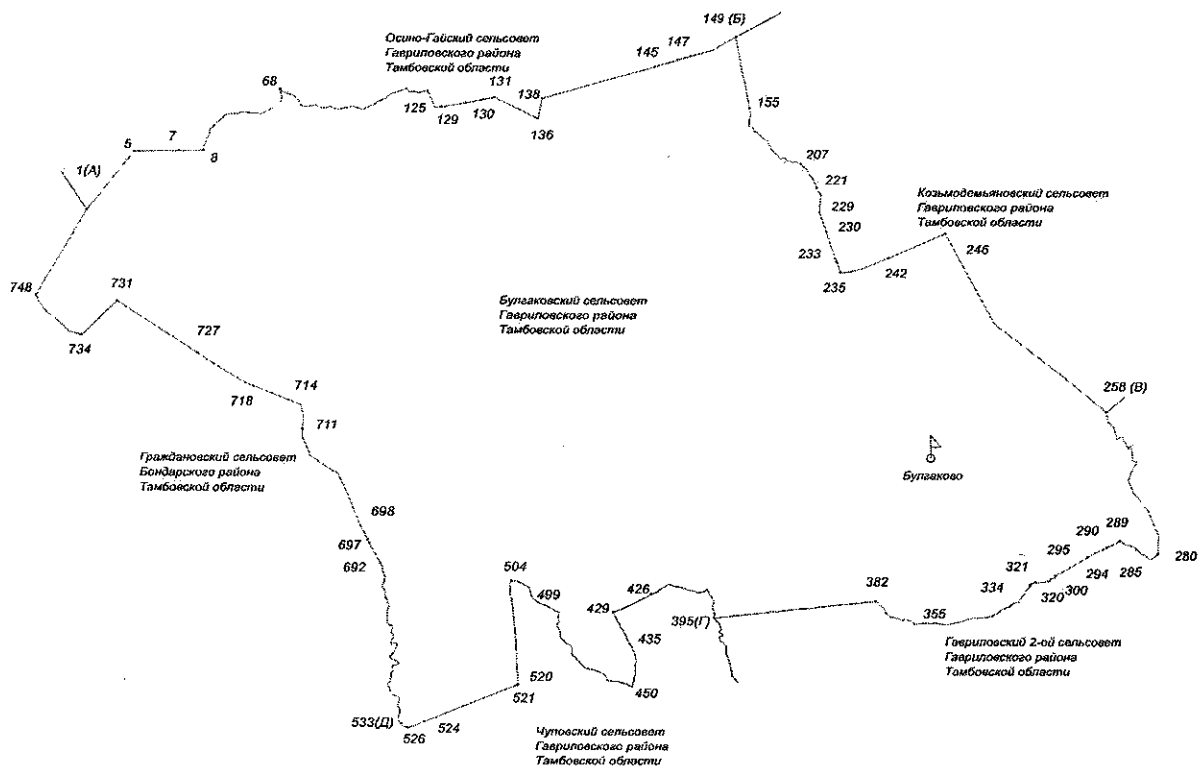 149 (Б)
Осино-Гайский сельсовет
Гавриловского района
Тамбовской области
147
145
68
131
138
125
129
130
136
155
5
7
8
1(А)
207
221
229
230
233
235
242
246
Козьмодемьяновский сельсовет
Гавриловского района
Тамбовской области
748
731
734
727
Булгаковский сельсовет
Гавриловского района
Тамбовской области
714
718
711
258 (В)
Граждановский сельсовет
Бондарского района
Тамбовской области
Булгаково
698
697
692
504
499
426
429
435
395(Г)
450
382
355
334
321
320
300
295
294
290
289
285
280
Гавриловский 2-ой сельсовет
Гавриловского района
Тамбовской области
520
521
524
526
533(Д)
Чуповский сельсовет
Гавриловского района
Тамбовской области